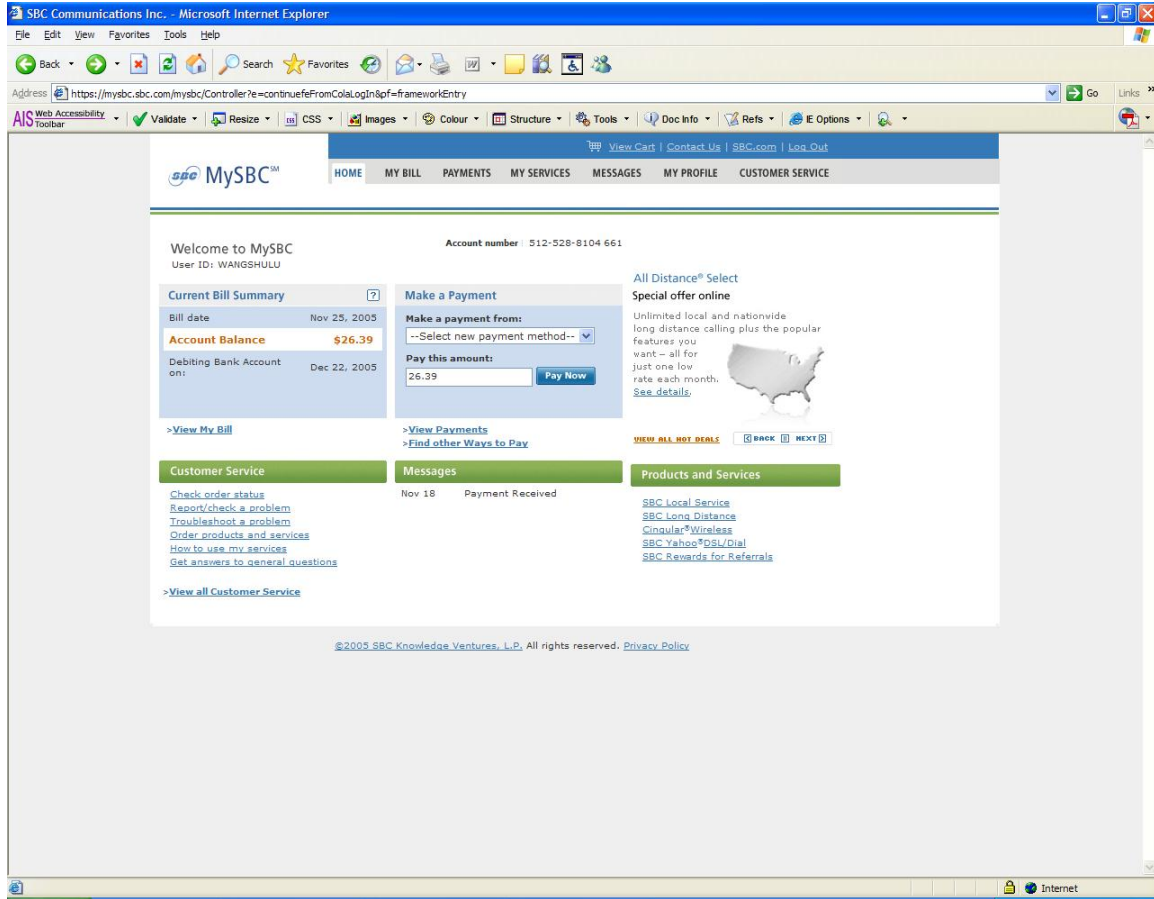 SBC Communications Inc. - Microsoft Internet Explorer
File Edit View Favorites Tools Help
Back Search Favorites
Address https://mysbc.sbc.com/mysbc/Controller?e=continuefeFromColaLogIn&pf=frameworkEntry Go Links »
AIS Web Accessibility Toolbar Validate Resize CSS Images Colour Structure Tools Doc Info Refs IE Options
View Cart | Contact Us | SBC.com | Log Out
sbc MySBC℠ HOME MY BILL PAYMENTS MY SERVICES MESSAGES MY PROFILE CUSTOMER SERVICE
Welcome to MySBC
User ID: WANGSHULU
Account number 512-528-8104 661
Current Bill Summary ?
Bill date Nov 25, 2005
Account Balance $26.39
Debiting Bank Account on: Dec 22, 2005
>View My Bill
Make a Payment
Make a payment from:
--Select new payment method--
Pay this amount:
26.39 Pay Now
>View Payments
>Find other Ways to Pay
All Distance® Select
Special offer online
Unlimited local and nationwide
long distance calling plus the popular
features you
want – all for
just one low
rate each month.
See details.
VIEW ALL HOT DEALS BACK NEXT
Customer Service
Check order status
Report/check a problem
Troubleshoot a problem
Order products and services
How to use my services
Get answers to general questions
>View all Customer Service
Messages
Nov 18 Payment Received
Products and Services
SBC Local Service
SBC Long Distance
Cingular®Wireless
SBC Yahoo®DSL/Dial
SBC Rewards for Referrals
©2005 SBC Knowledge Ventures, L.P. All rights reserved. Privacy Policy
Internet